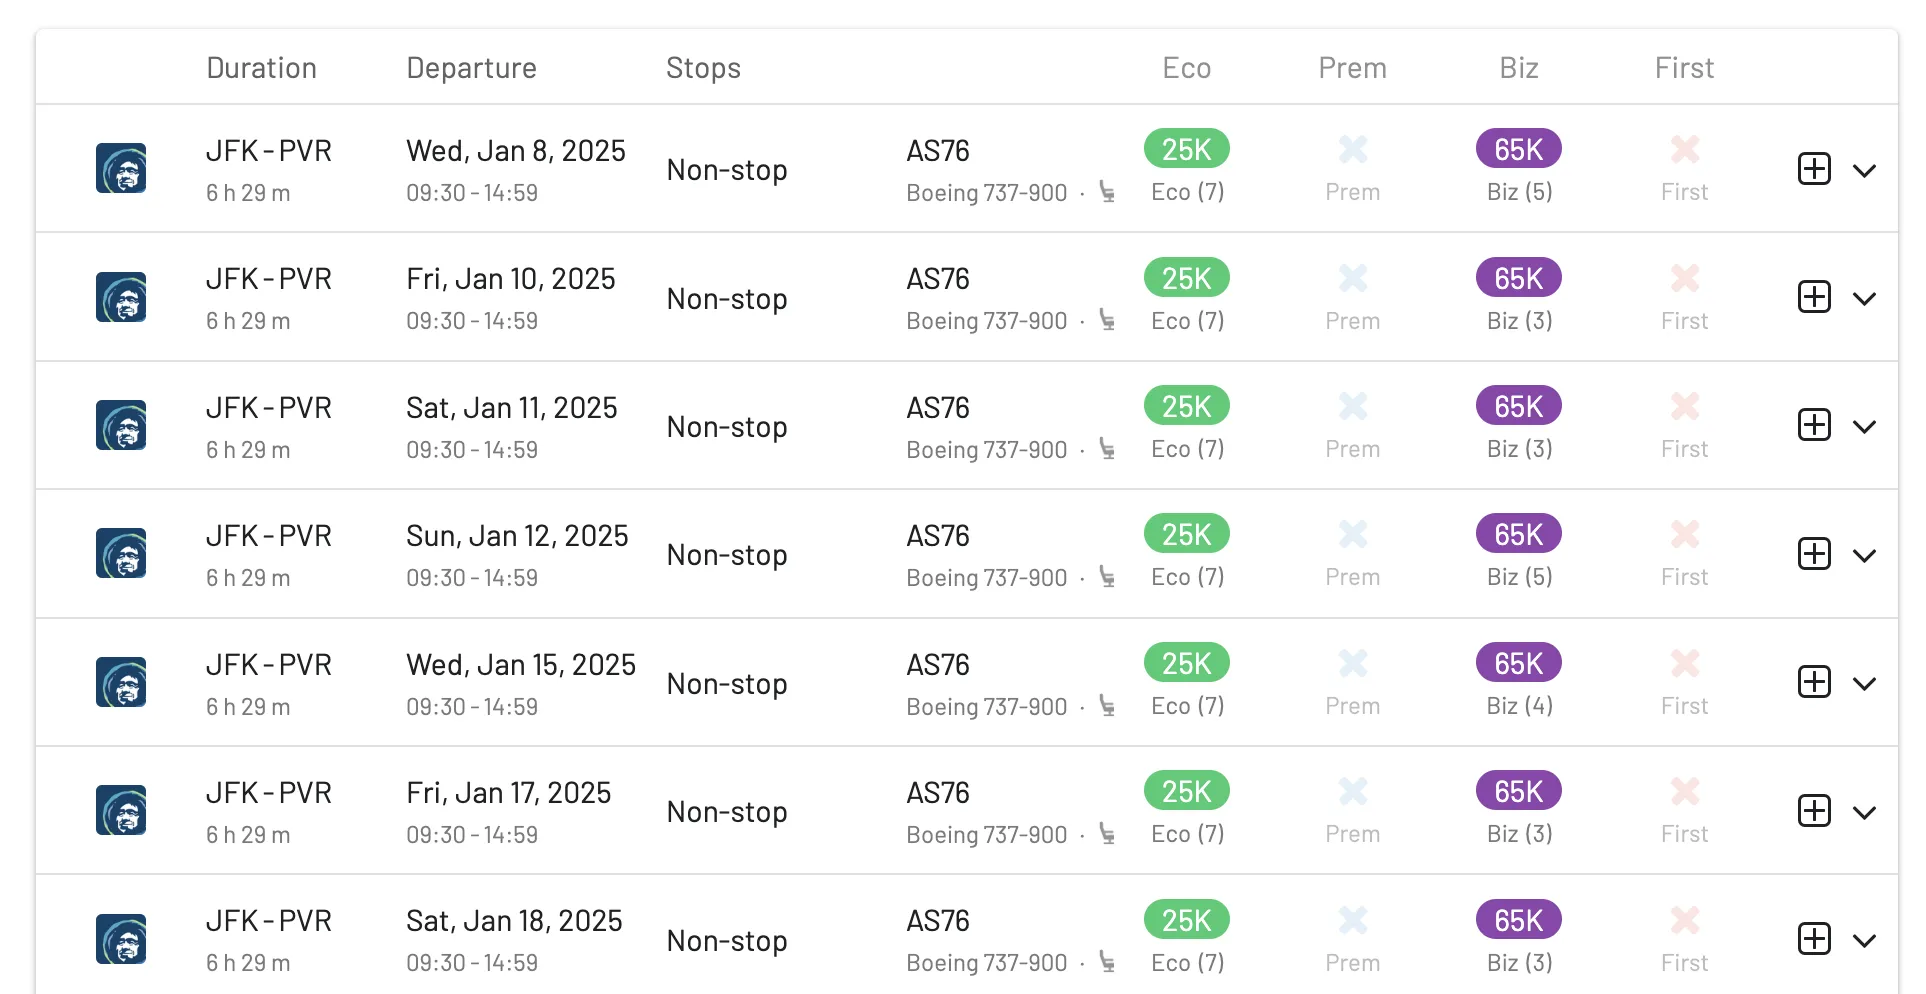 Duration Departure Stops Eco Prem Biz First
JFK - PVR Wed, Jan 8, 2025 Non-stop AS76 25K 65K
6 h 29 m 09:30 - 14:59 Boeing 737-900 · Eco (7) Prem Biz (5) First
JFK - PVR Fri, Jan 10, 2025 Non-stop AS76 25K 65K
6 h 29 m 09:30 - 14:59 Boeing 737-900 · Eco (7) Prem Biz (3) First
JFK - PVR Sat, Jan 11, 2025 Non-stop AS76 25K 65K
6 h 29 m 09:30 - 14:59 Boeing 737-900 · Eco (7) Prem Biz (3) First
JFK - PVR Sun, Jan 12, 2025 Non-stop AS76 25K 65K
6 h 29 m 09:30 - 14:59 Boeing 737-900 · Eco (7) Prem Biz (5) First
JFK - PVR Wed, Jan 15, 2025 Non-stop AS76 25K 65K
6 h 29 m 09:30 - 14:59 Boeing 737-900 · Eco (7) Prem Biz (4) First
JFK - PVR Fri, Jan 17, 2025 Non-stop AS76 25K 65K
6 h 29 m 09:30 - 14:59 Boeing 737-900 · Eco (7) Prem Biz (3) First
JFK - PVR Sat, Jan 18, 2025 Non-stop AS76 25K 65K
6 h 29 m 09:30 - 14:59 Boeing 737-900 · Eco (7) Prem Biz (3) First